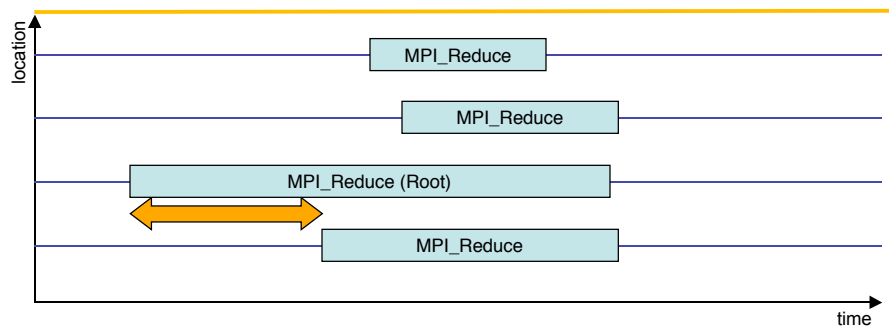 location
MPI_Reduce
MPI_Reduce
MPI_Reduce (Root)
MPI_Reduce
time